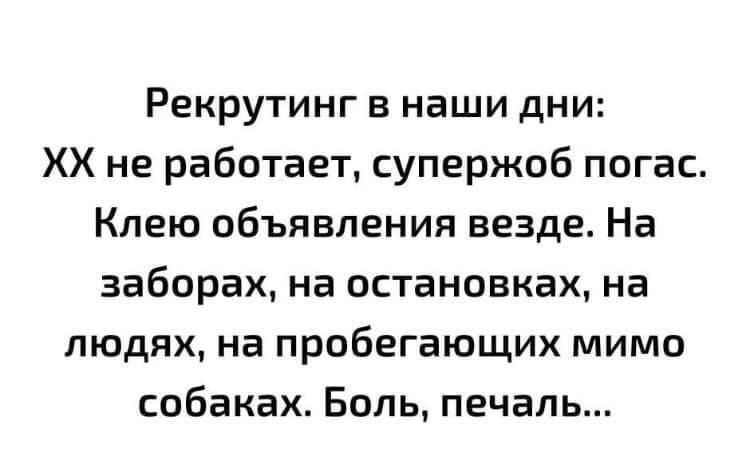 Рекрутинг в наши дни:
ХХ не работает, супержоб погас.
Клею объявления везде. На
заборах, на остановках, на
людях, на пробегающих мимо
собаках. Боль, печаль...